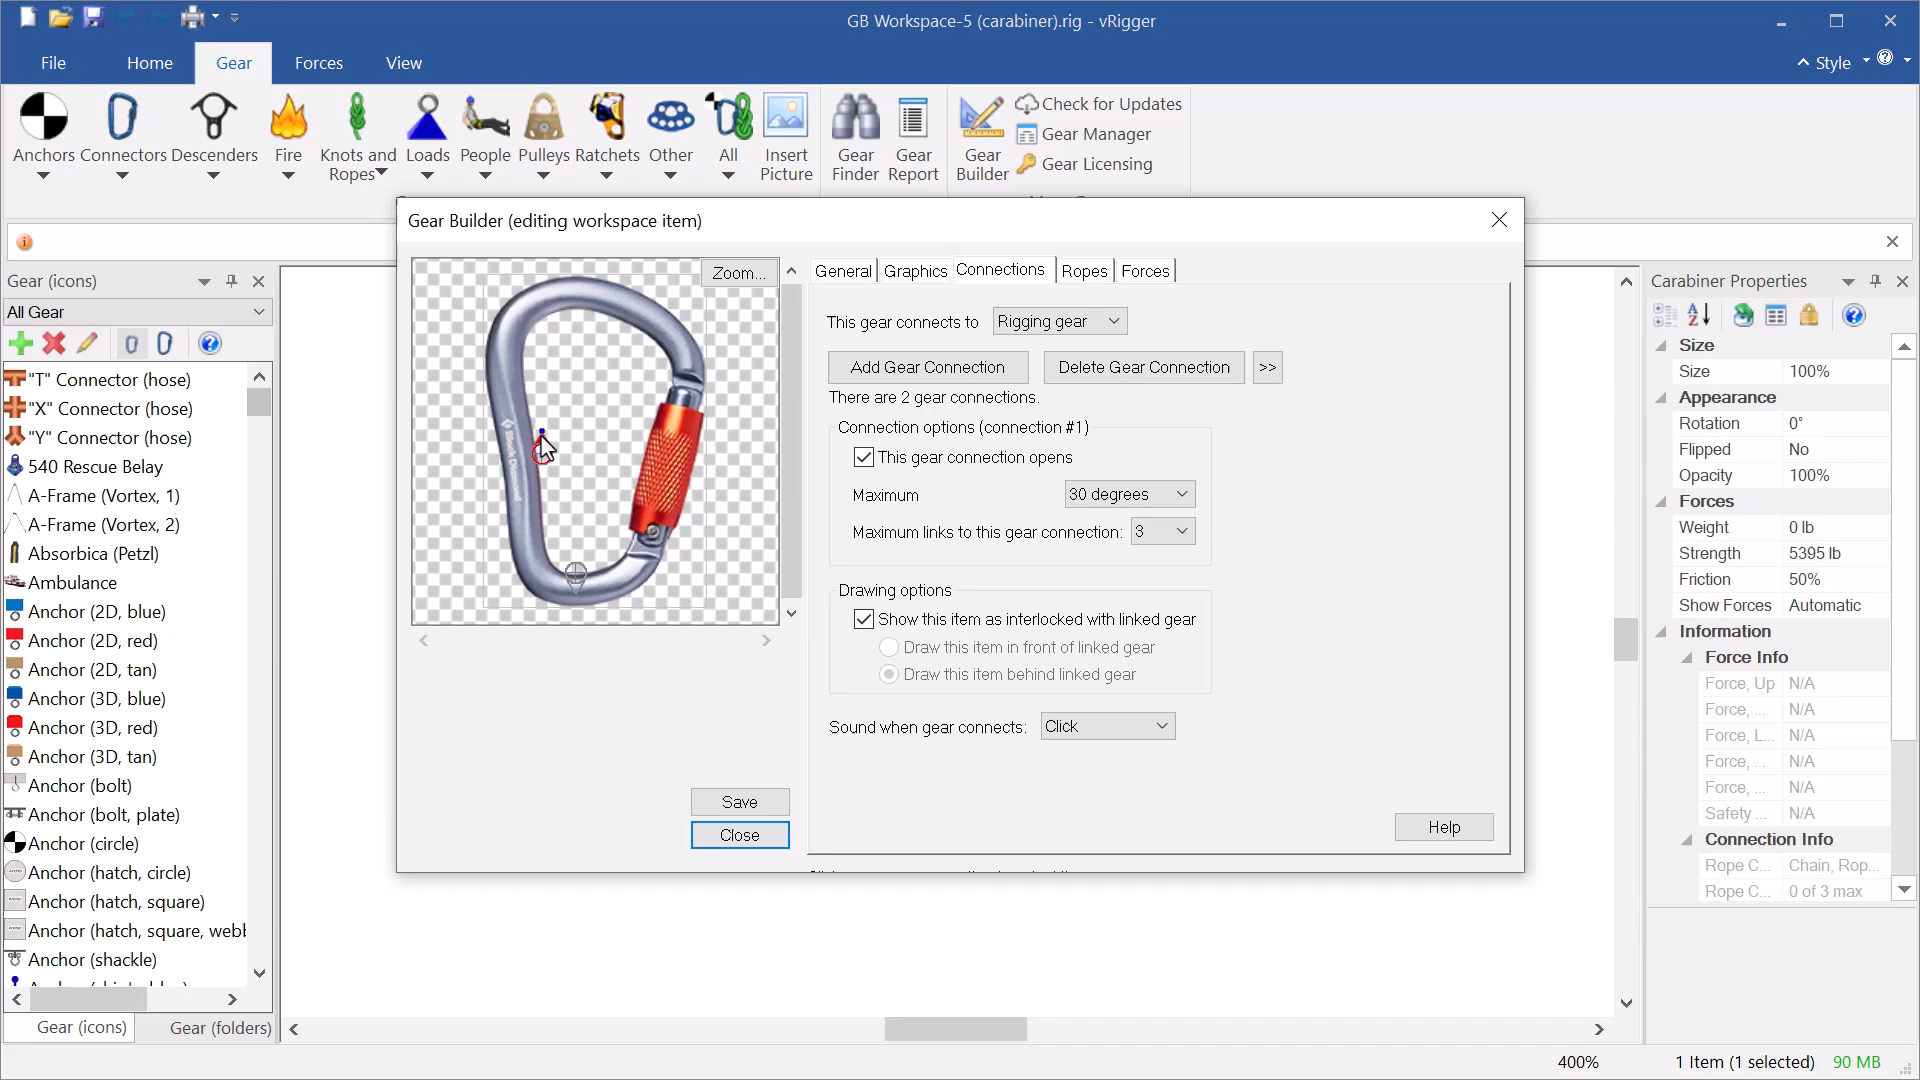 GB Workspace-5 (carabiner).rig - vRigger
File Home Gear Forces View
Style
Anchors Connectors Descenders Fire Knots and Ropes Loads People Pulleys Ratchets Other All Insert Picture Gear Finder Gear Report Gear Builder
Check for Updates
Gear Manager
Gear Licensing
Gear Builder (editing workspace item)
Gear (icons)
All Gear
"T" Connector (hose)
"X" Connector (hose)
"Y" Connector (hose)
540 Rescue Belay
A-Frame (Vortex, 1)
A-Frame (Vortex, 2)
Absorbica (Petzl)
Ambulance
Anchor (2D, blue)
Anchor (2D, red)
Anchor (2D, tan)
Anchor (3D, blue)
Anchor (3D, red)
Anchor (3D, tan)
Anchor (bolt)
Anchor (bolt, plate)
Anchor (circle)
Anchor (hatch, circle)
Anchor (hatch, square)
Anchor (hatch, square, webb
Anchor (shackle)
Gear (icons) Gear (folders)
Zoom...
Black Diamond
Save
Close
General Graphics Connections Ropes Forces
This gear connects to Rigging gear
Add Gear Connection Delete Gear Connection >>
There are 2 gear connections.
Connection options (connection #1)
This gear connection opens
Maximum 30 degrees
Maximum links to this gear connection: 3
Drawing options
Show this item as interlocked with linked gear
Draw this item in front of linked gear
Draw this item behind linked gear
Sound when gear connects: Click
Help
Carabiner Properties
Size
Size 100%
Appearance
Rotation 0°
Flipped No
Opacity 100%
Forces
Weight 0 lb
Strength 5395 lb
Friction 50%
Show Forces Automatic
Information
Force Info
Force, Up N/A
Force, ... N/A
Force, L... N/A
Force, ... N/A
Force, ... N/A
Safety ... N/A
Connection Info
Rope C... Chain, Rop...
Rope C... 0 of 3 max
400% 1 Item (1 selected) 90 MB